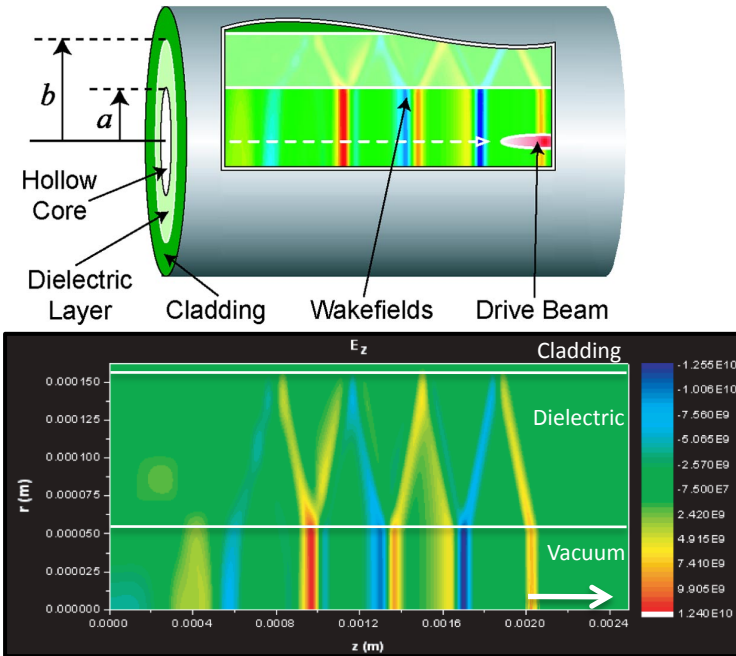 b
a
Hollow
Core
Dielectric
Layer
Cladding
Wakefields
Drive Beam
E_z
Cladding
Dielectric
Vacuum
r (m)
0.000150
0.000125
0.000100
0.000075
0.000050
0.000025
0.000000
0.0000 0.0004 0.0008 0.0012 0.0016 0.0020 0.0024
z (m)
-1.255E10
-1.006E10
-7.560E9
-5.065E9
-2.570E9
-7.500E7
2.420E9
4.915E9
7.410E9
9.905E9
1.240E10